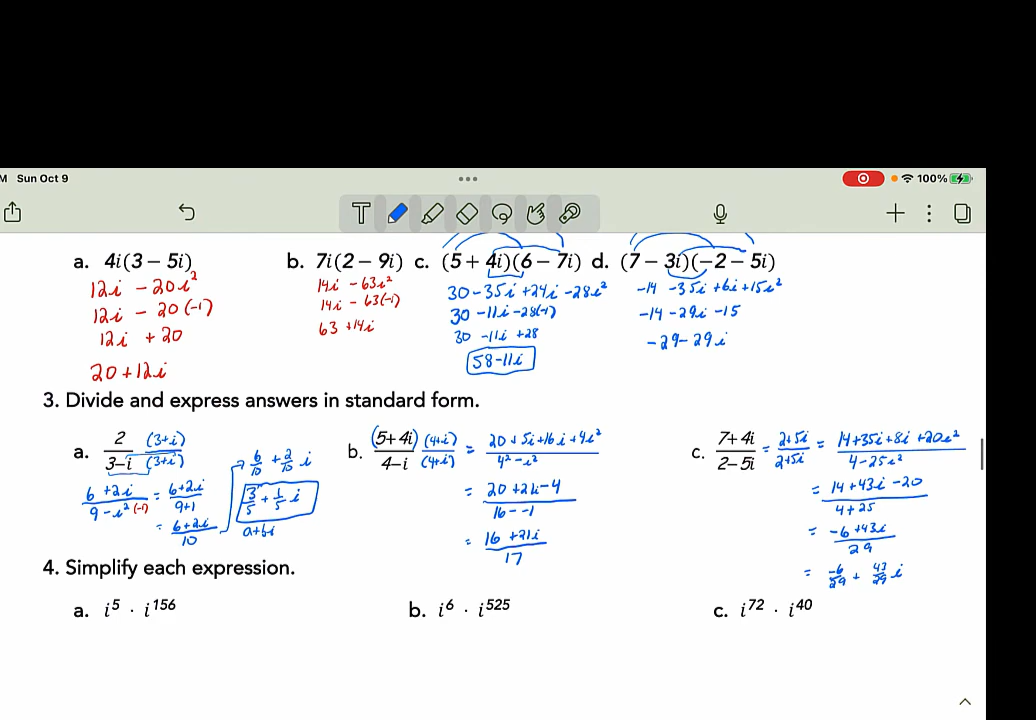 M Sun Oct 9
100%
a. 4i(3 − 5i)
12i − 20i²
12i − 20(-1)
12i + 20
20 + 12i
b. 7i(2 − 9i)
14i − 63i²
14i − 63(-1)
63 + 14i
c. (5 + 4i)(6 − 7i)
30 − 35i + 24i − 28i²
30 − 11i − 28(-1)
30 − 11i + 28
58 − 11i
d. (7 − 3i)(−2 − 5i)
-14 − 35i + 6i + 15i²
-14 − 29i − 15
-29 − 29i
3. Divide and express answers in standard form.
a. 2/(3−i) (3+i)/(3+i)
(6+2i)/(9−i²(-1)) = (6+2i)/(9+1)
= (6+2i)/10
6/10 + 2/10 i
3/5 + 1/5 i
a+bi
b. (5+4i)/(4−i) (4+i)/(4+i) = (20+5i+16i+4i²)/(4²−i²)
= (20+21i−4)/(16−-1)
= (16+21i)/17
c. (7+4i)/(2−5i) = (2+5i)/(2+5i) = (14+35i+8i+20i²)/(4−25i²)
= (14+43i−20)/(4+25)
= (-6+43i)/29
= -6/29 + 43/29 i
4. Simplify each expression.
a. i⁵ · i¹⁵⁶
b. i⁶ · i⁵²⁵
c. i⁷² · i⁴⁰